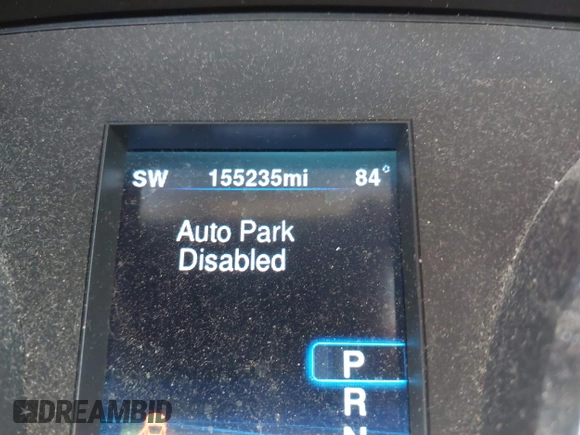 SW 155235mi 84°
Auto Park
Disabled
P
R
N
DREAMBID